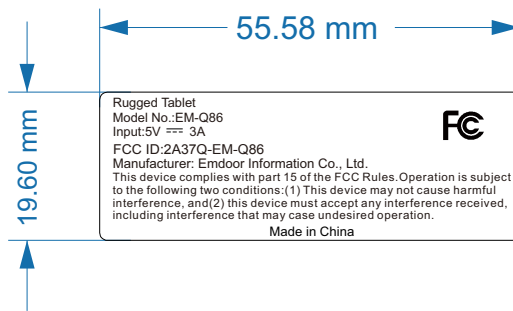 55.58 mm
19.60 mm
Rugged Tablet
Model No.:EM-Q86
Input:5V ⎓ 3A
FC
FCC ID:2A37Q-EM-Q86
Manufacturer: Emdoor Information Co., Ltd.
This device complies with part 15 of the FCC Rules.Operation is subject
to the following two conditions:(1) This device may not cause harmful
interference, and(2) this device must accept any interference received,
including interference that may case undesired operation.
Made in China